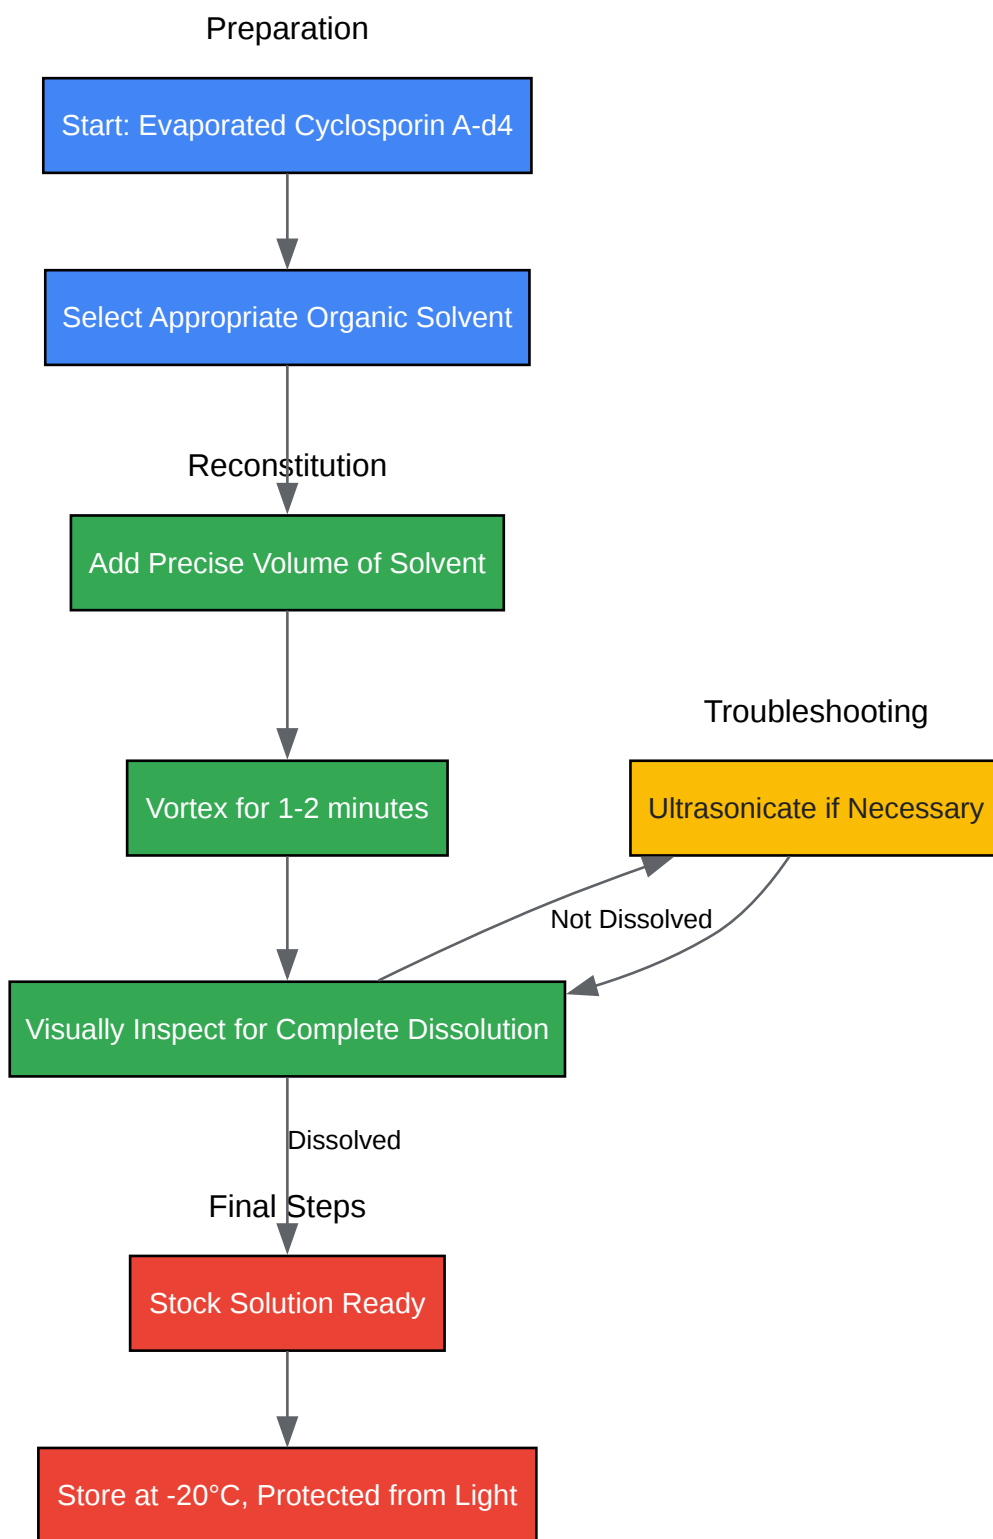 Preparation
Start: Evaporated Cyclosporin A-d4
Select Appropriate Organic Solvent
Reconstitution
Add Precise Volume of Solvent
Vortex for 1-2 minutes
Troubleshooting
Ultrasonicate if Necessary
Not Dissolved
Visually Inspect for Complete Dissolution
Dissolved
Final Steps
Stock Solution Ready
Store at -20°C, Protected from Light